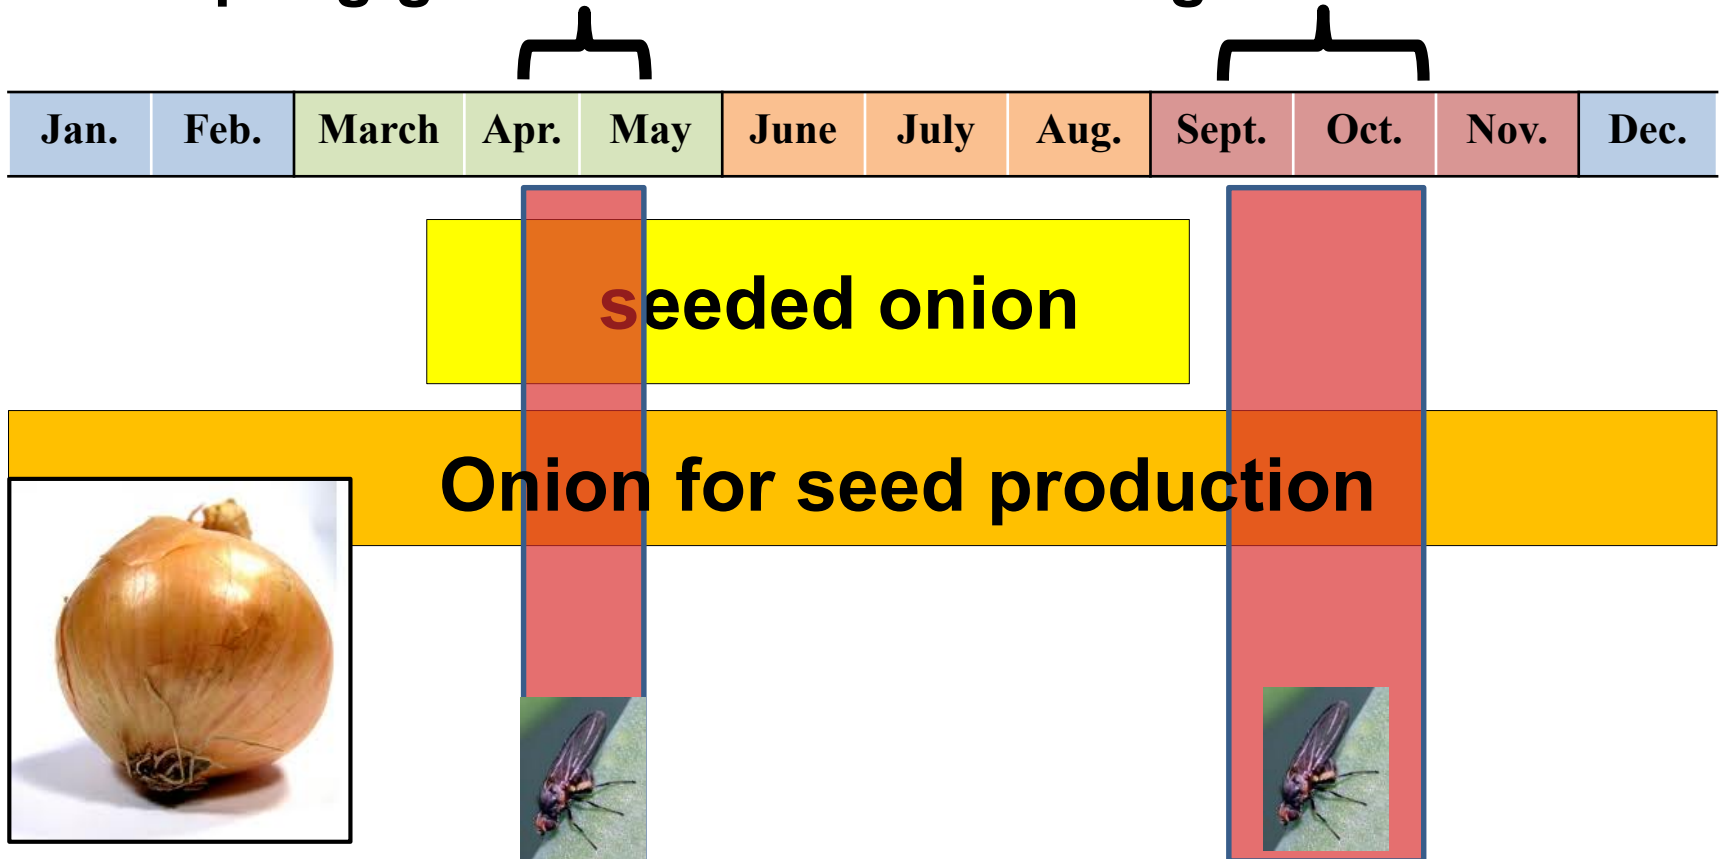 Jan. Feb. March Apr. May June July Aug. Sept. Oct. Nov. Dec.
seeded onion
Onion for seed production